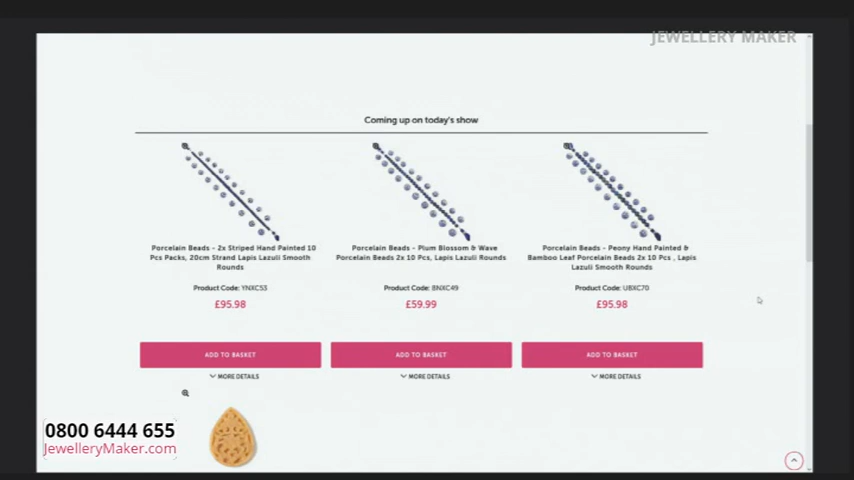 JEWELLERY MAKER
Coming up on today's show
Porcelain Beads - 2x Striped Hand Painted 10
Pcs Packs, 20cm Strand Lapis Lazuli Smooth
Rounds
Product Code: YNXC53
£95.98
ADD TO BASKET
MORE DETAILS
Porcelain Beads - Plum Blossom & Wave
Porcelain Beads 2x 10 Pcs, Lapis Lazuli Rounds
Product Code: BNXC49
£59.99
ADD TO BASKET
MORE DETAILS
Porcelain Beads - Peony Hand Painted &
Bamboo Leaf Porcelain Beads 2x 10 Pcs , Lapis
Lazuli Smooth Rounds
Product Code: UBXC70
£95.98
ADD TO BASKET
MORE DETAILS
0800 6444 655
JewelleryMaker.com